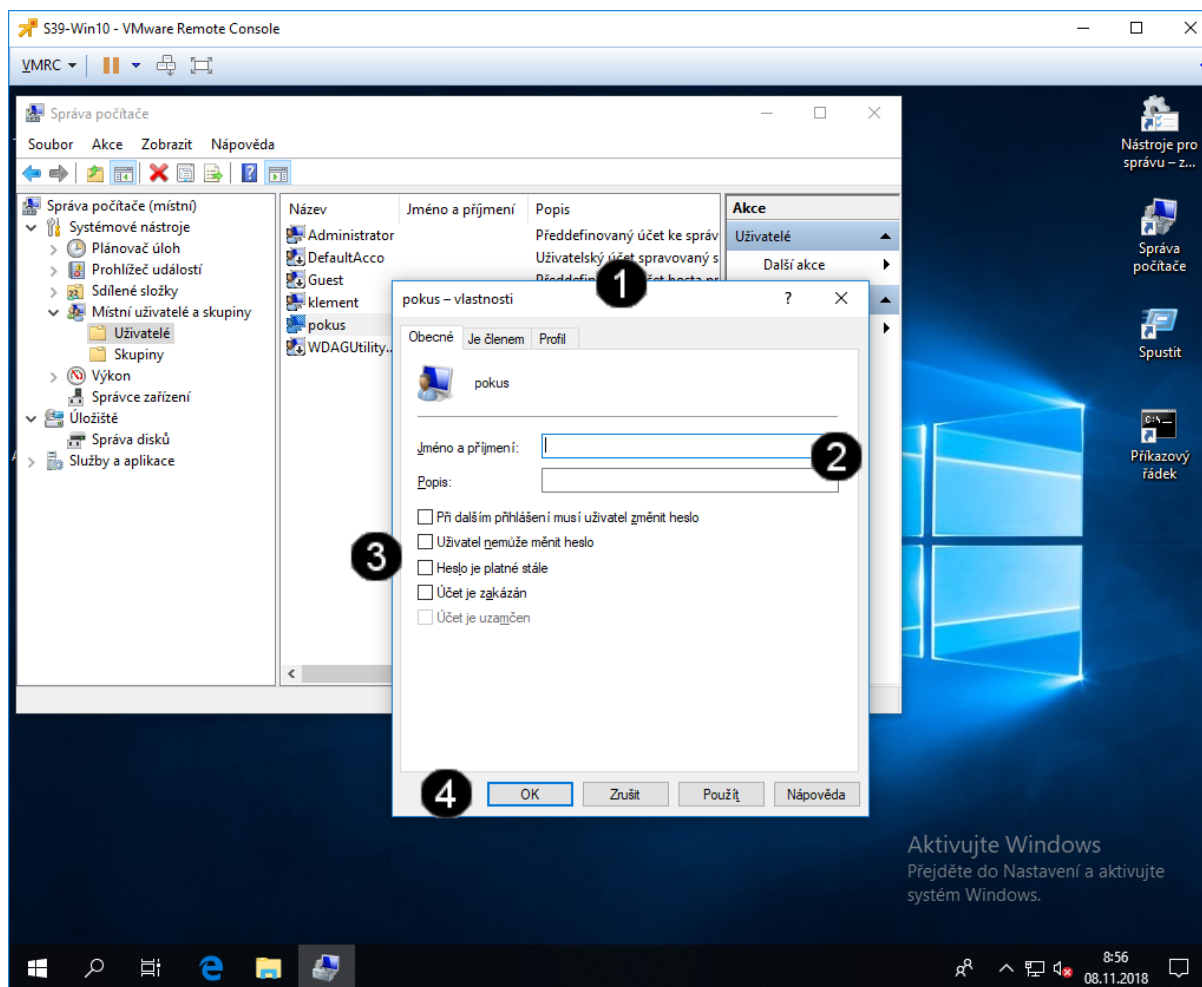 S39-Win10 - VMware Remote Console
VMRC
Správa počítače
Soubor Akce Zobrazit Nápověda
Správa počítače (místní)
Systémové nástroje
Plánovač úloh
Prohlížeč událostí
Sdílené složky
Místní uživatelé a skupiny
Uživatelé
Skupiny
Výkon
Správce zařízení
Úložiště
Správa disků
Služby a aplikace
Název Jméno a příjmení Popis
Administrator Předdefinovaný účet ke správ
DefaultAcco Uživatelský účet spravovaný s
Guest
klement
pokus
WDAGUtility...
Akce
Uživatelé
Další akce
1
pokus – vlastnosti
Obecné Je členem Profil
pokus
Jméno a příjmení:
2
Popis:
Při dalším přihlášení musí uživatel změnit heslo
Uživatel nemůže měnit heslo
3
Heslo je platné stále
Účet je zakázán
Účet je uzamčen
4
OK Zrušit Použít Nápověda
Nástroje pro
správu – z...
Správa
počítače
Spustit
Příkazový
řádek
Aktivujte Windows
Přejděte do Nastavení a aktivujte
systém Windows.
8:56
08.11.2018